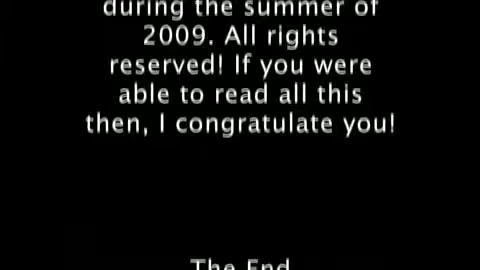 during the summer of
2009. All rights
reserved! If you were
able to read all this
then, I congratulate you!
The End